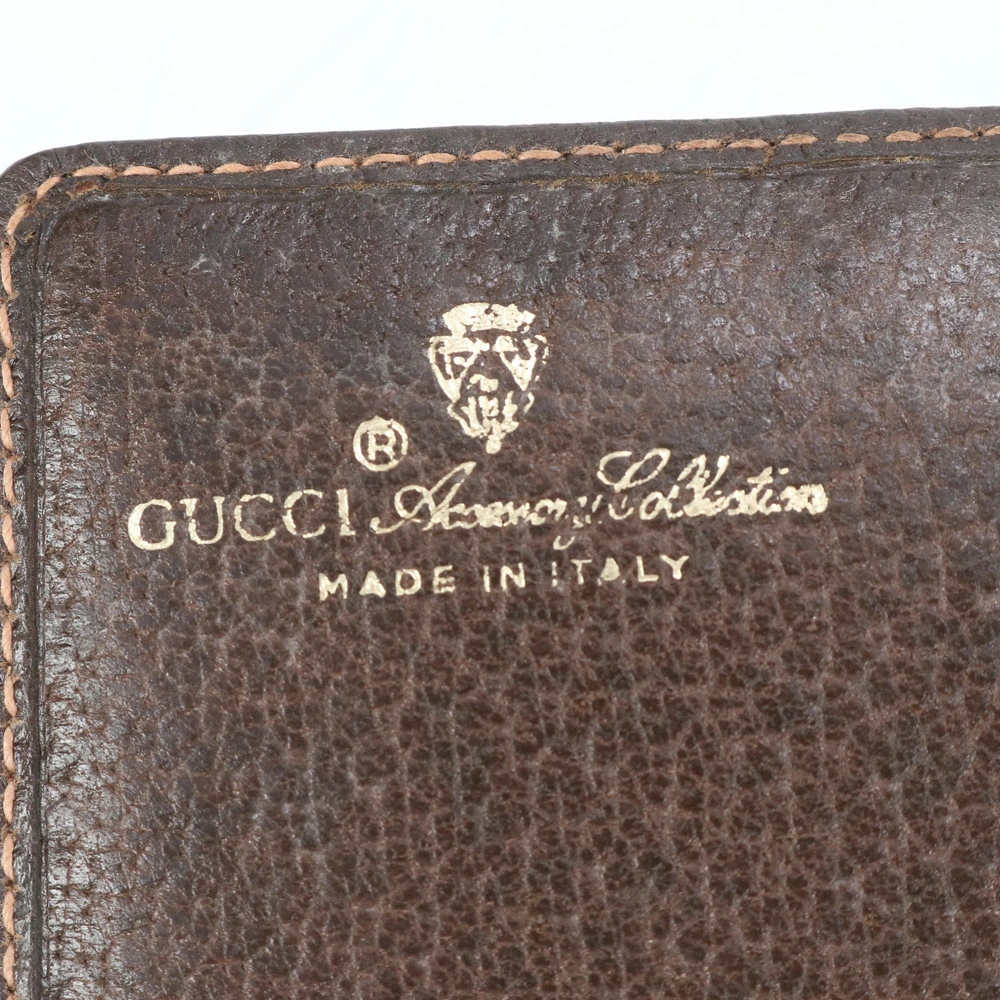 ®
GUCCI Accessory Collection
MADE IN ITALY